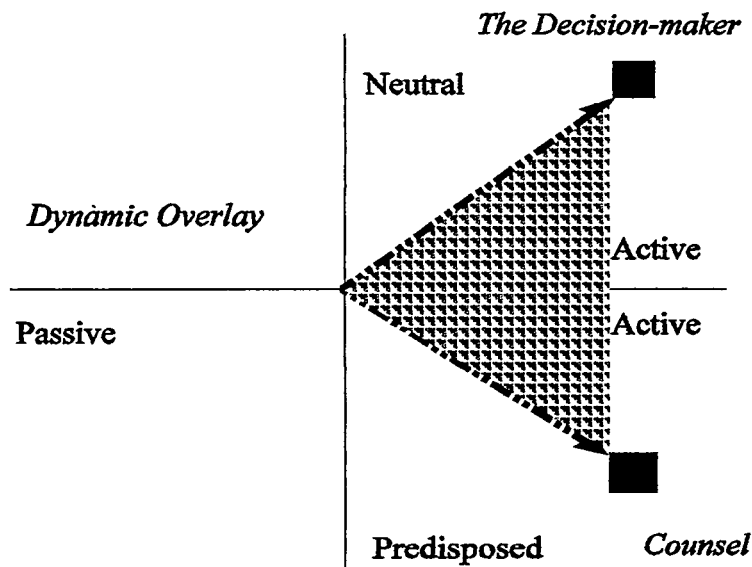 The Decision-maker
Neutral
Dynamic Overlay
Active
Passive
Active
Predisposed
Counsel